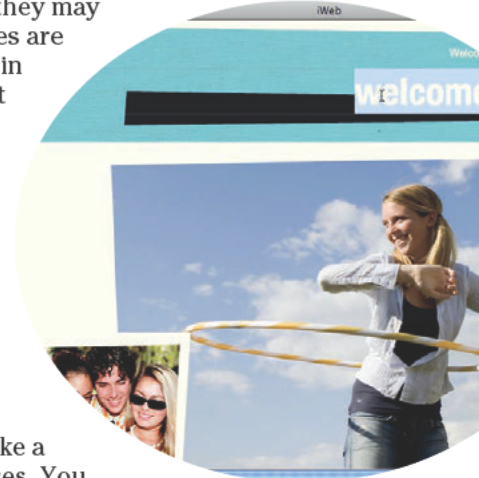 they may
es are
in
t
iWeb
Welco
welcome
ke a
es. You